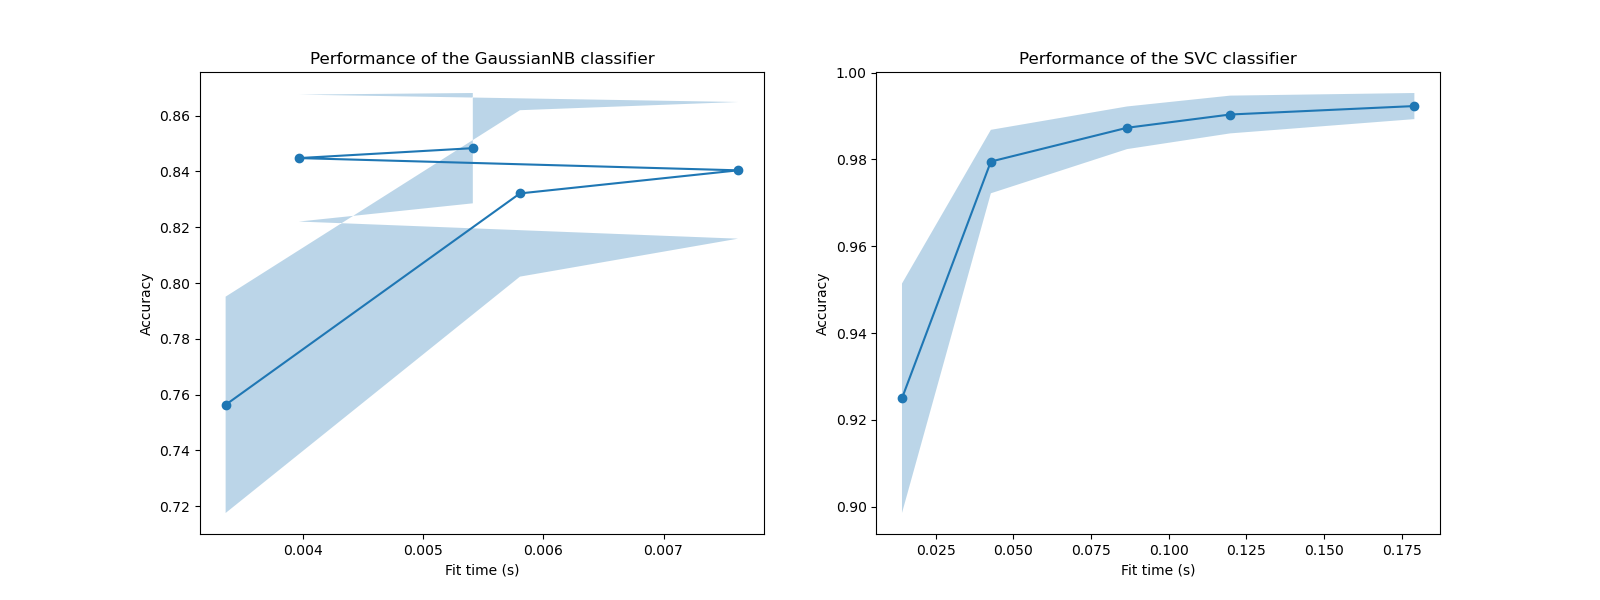 Performance of the GaussianNB classifier
Accuracy
0.86
0.84
0.82
0.80
0.78
0.76
0.74
0.72
0.004 0.005 0.006 0.007
Fit time (s)
Performance of the SVC classifier
Accuracy
1.00
0.98
0.96
0.94
0.92
0.90
0.025 0.050 0.075 0.100 0.125 0.150 0.175
Fit time (s)